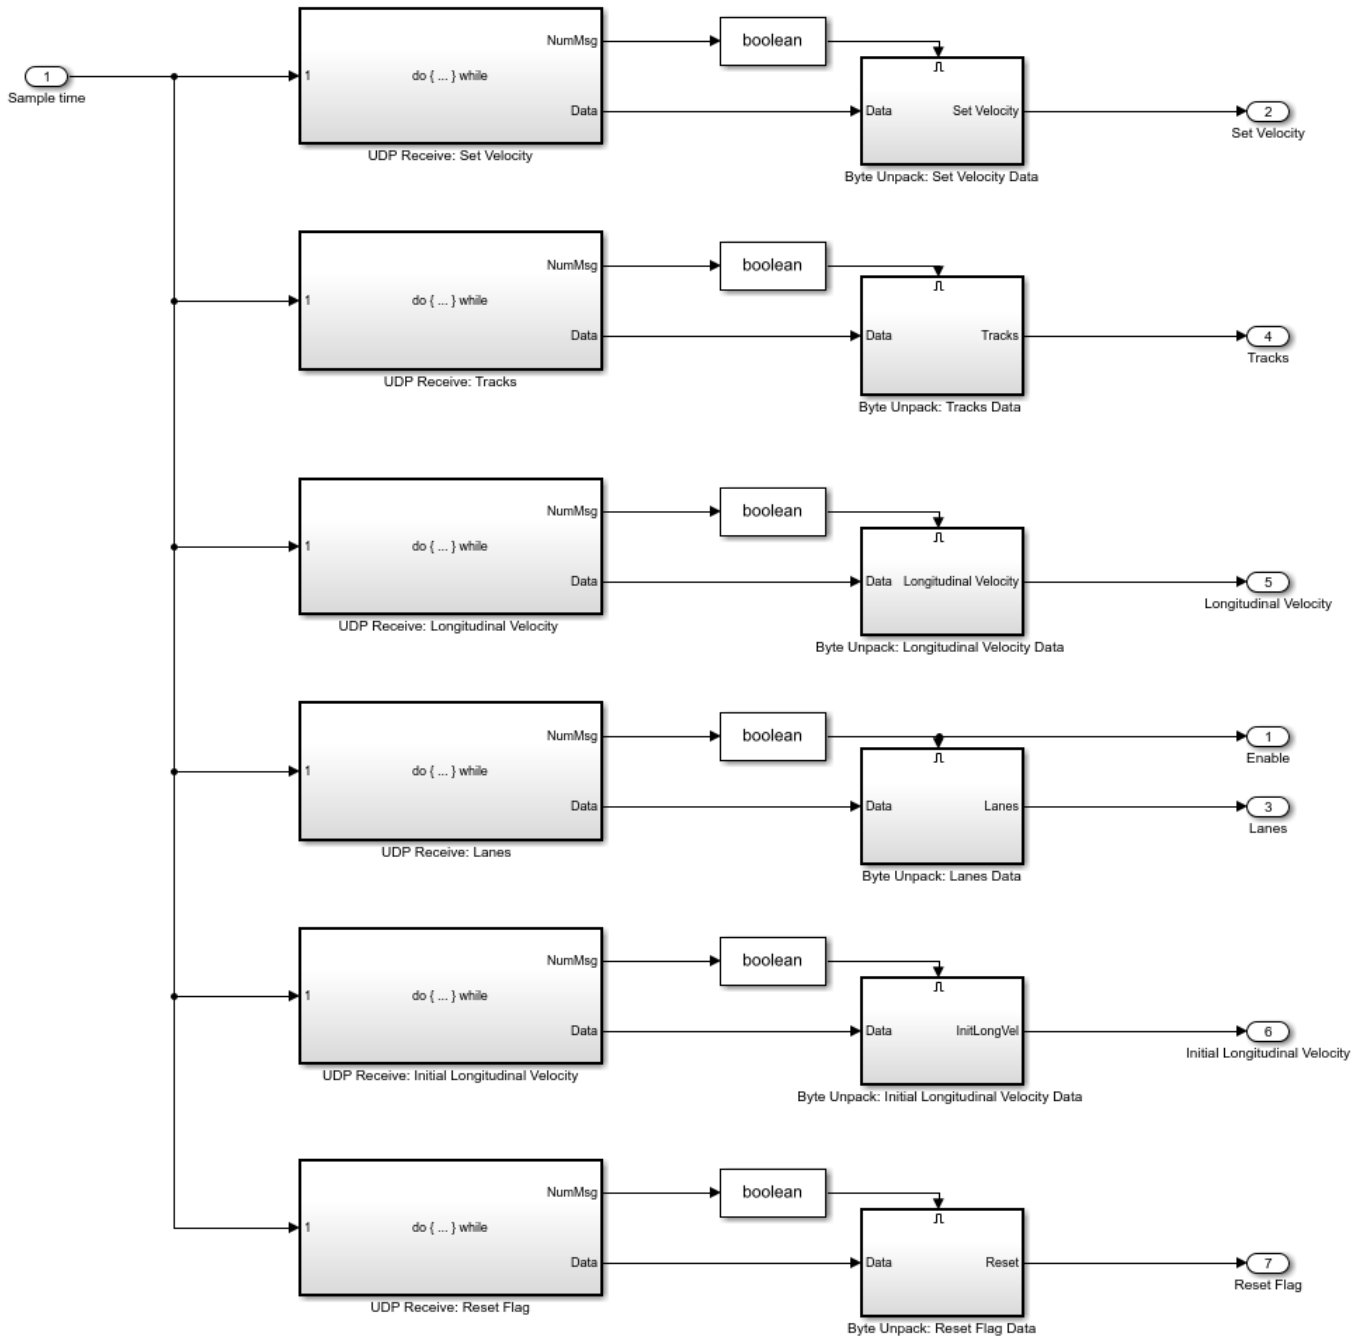 1
Sample time
1
do { ... } while
NumMsg
Data
UDP Receive: Set Velocity
boolean
Data
Set Velocity
Byte Unpack: Set Velocity Data
2
Set Velocity
1
do { ... } while
NumMsg
Data
UDP Receive: Tracks
boolean
Data
Tracks
Byte Unpack: Tracks Data
4
Tracks
1
do { ... } while
NumMsg
Data
UDP Receive: Longitudinal Velocity
boolean
Data
Longitudinal Velocity
Byte Unpack: Longitudinal Velocity Data
5
Longitudinal Velocity
1
do { ... } while
NumMsg
Data
UDP Receive: Lanes
boolean
Data
Lanes
Byte Unpack: Lanes Data
1
Enable
3
Lanes
1
do { ... } while
NumMsg
Data
UDP Receive: Initial Longitudinal Velocity
boolean
Data
InitLongVel
Byte Unpack: Initial Longitudinal Velocity Data
6
Initial Longitudinal Velocity
1
do { ... } while
NumMsg
Data
UDP Receive: Reset Flag
boolean
Data
Reset
Byte Unpack: Reset Flag Data
7
Reset Flag